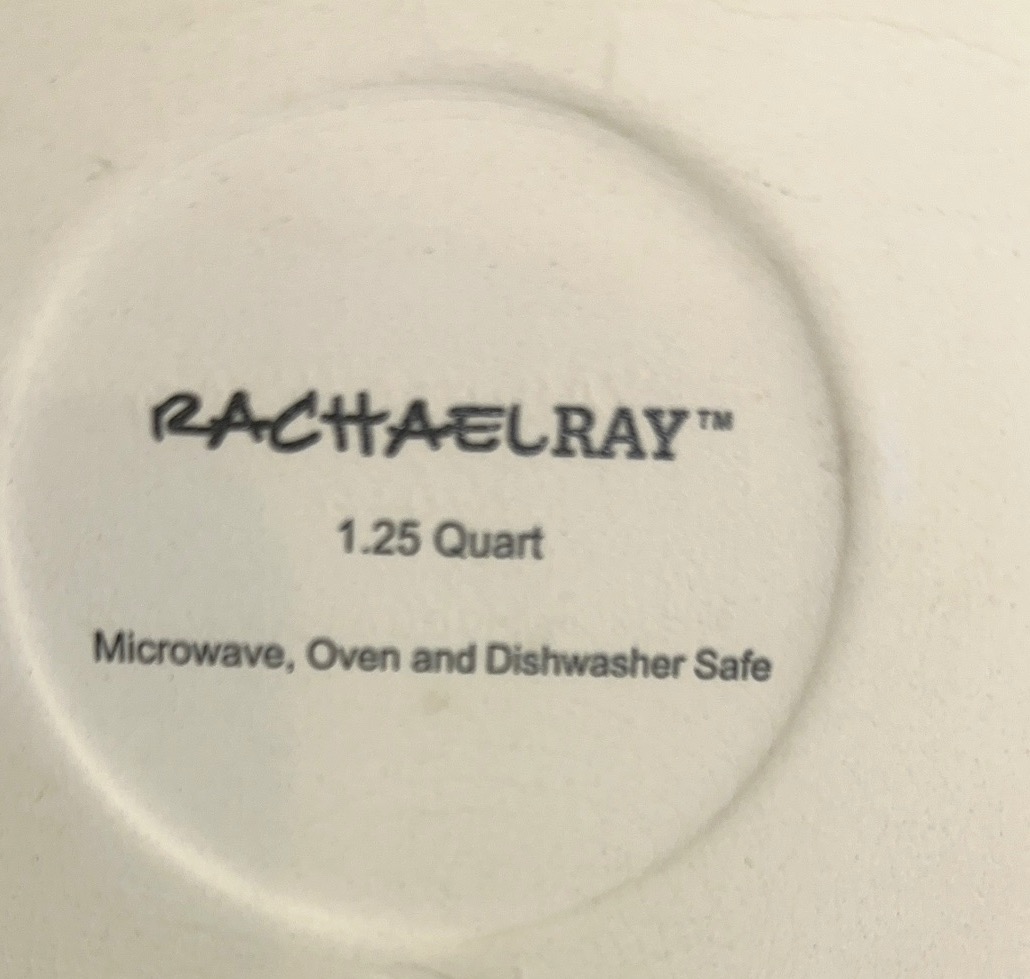 RACHAELRAY™
1.25 Quart
Microwave, Oven and Dishwasher Safe